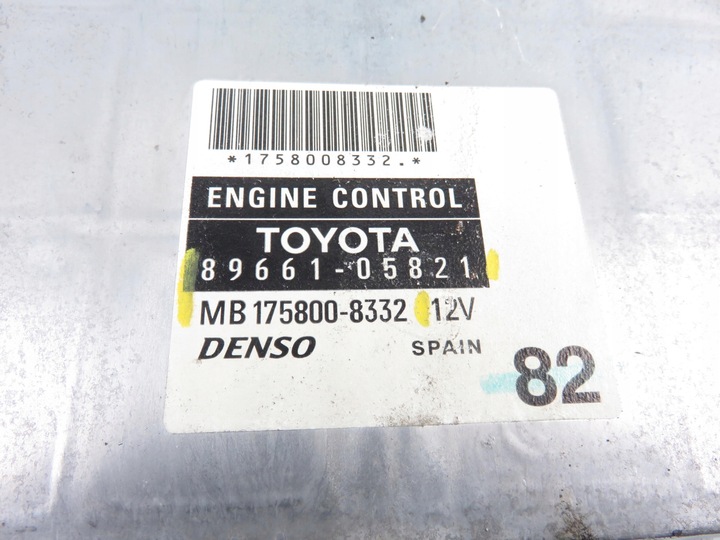 *1758008332.*
ENGINE CONTROL
TOYOTA
89661-05821
MB 175800-8332 12V
DENSO SPAIN 82